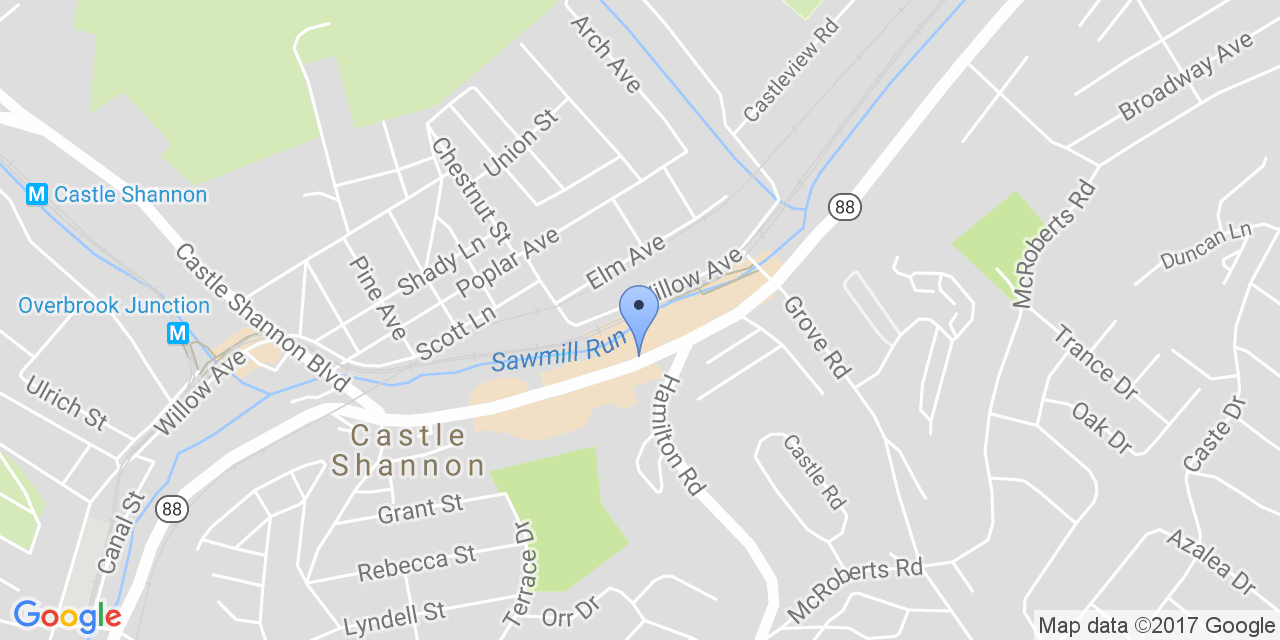 Arch Ave
Castleview Rd
Broadway Ave
Union St
Chestnut St
M Castle Shannon
88
McRoberts Rd
Duncan Ln
Shady Ln
Poplar Ave
Elm Ave
Willow Ave
Castle Shannon Blvd
Pine Ave
Overbrook Junction
M
Scott Ln
Sawmill Run
Grove Rd
Trance Dr
Ulrich St
Willow Ave
Hamilton Rd
Oak Dr
Caste Dr
Castle
Shannon
Castle Rd
88
Canal St
Grant St
Rebecca St
Terrace Dr
Lyndell St
Orr Dr
McRoberts Rd
Azalea Dr
Google
Map data ©2017 Google